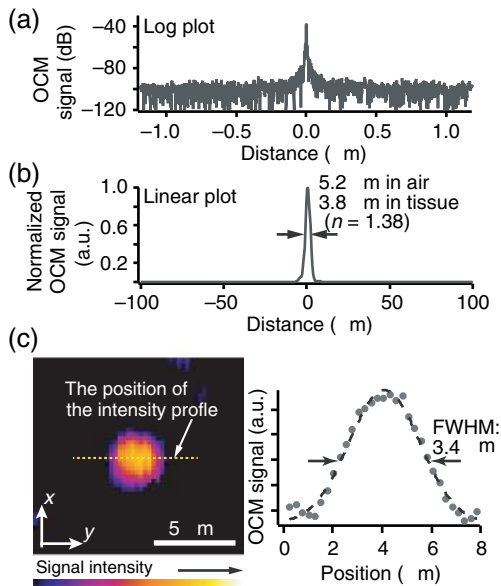 (a)
Log plot
OCM
signal (dB)
−40
−80
−120
−1.0 −0.5 0.0 0.5 1.0
Distance ( m)
(b)
Linear plot
5.2 m in air
3.8 m in tissue
(n = 1.38)
Normalized
OCM signal
(a.u.)
1.0
0.6
0.2
−100 −50 0 50 100
Distance ( m)
(c)
The position of
the intensity profle
x
y
5 m
Signal intensity
OCM signal (a.u.)
FWHM:
3.4 m
0 2 4 6 8
Position ( m)